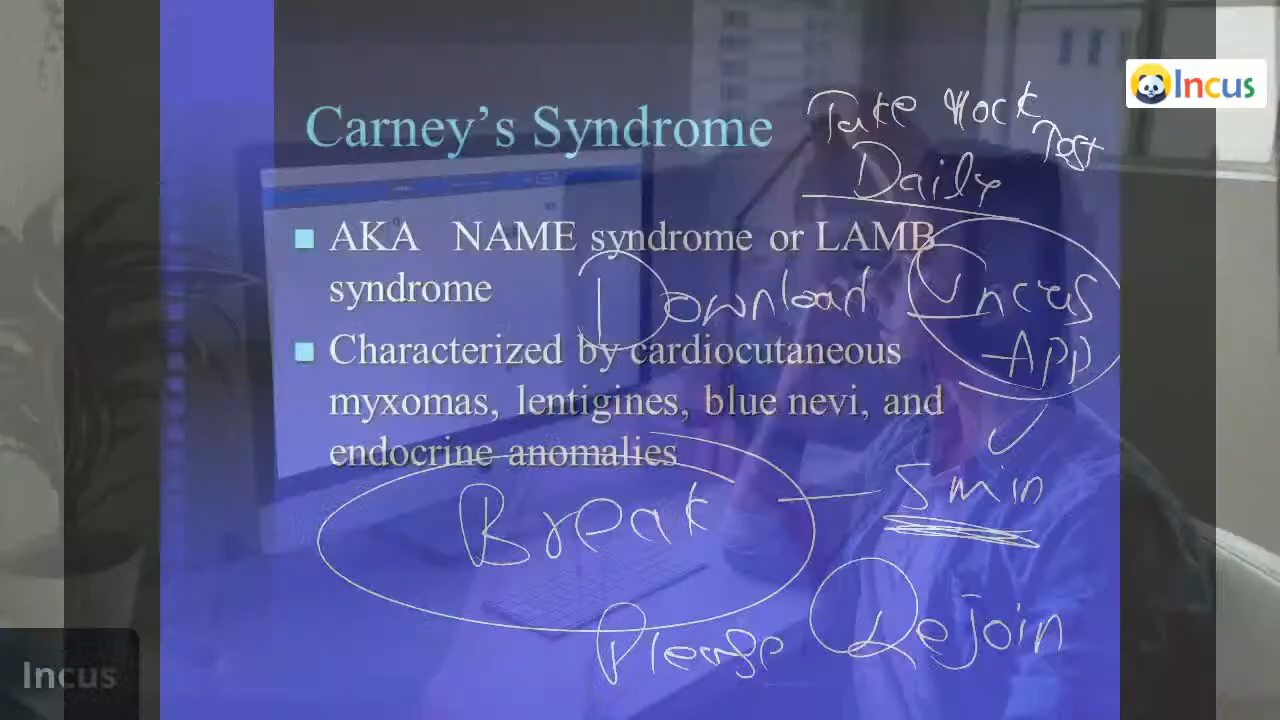 Incus
Carney's Syndrome
Take Mock
Test
Daily
AKA NAME syndrome or LAMB
syndrome
Download Incus
App
Characterized by cardiocutaneous
myxomas, lentigines, blue nevi, and
endocrine anomalies
Break
5 min
Please Rejoin
Incus